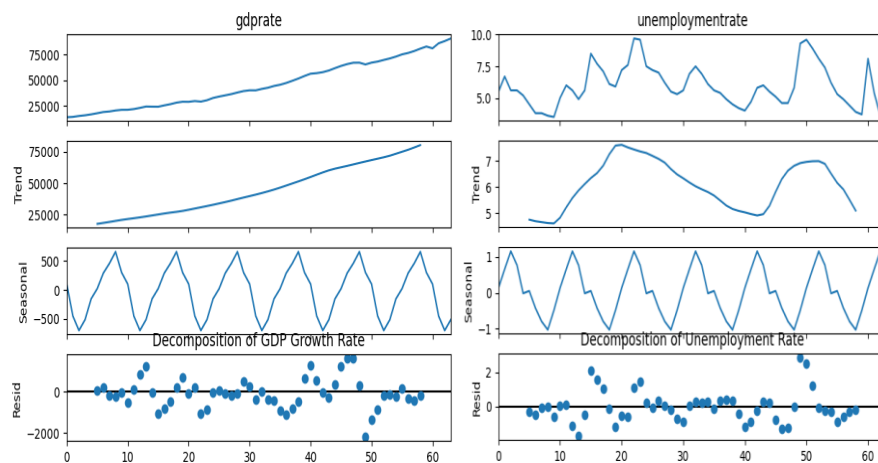 gdprate
unemploymentrate
75000
50000
25000
10.0
7.5
5.0
Trend
75000
50000
25000
Trend
7
6
5
Seasonal
500
0
−500
Seasonal
1
0
−1
Decomposition of GDP Growth Rate
Decomposition of Unemployment Rate
Resid
0
−2000
Resid
2
0
0 10 20 30 40 50 60
0 10 20 30 40 50 60